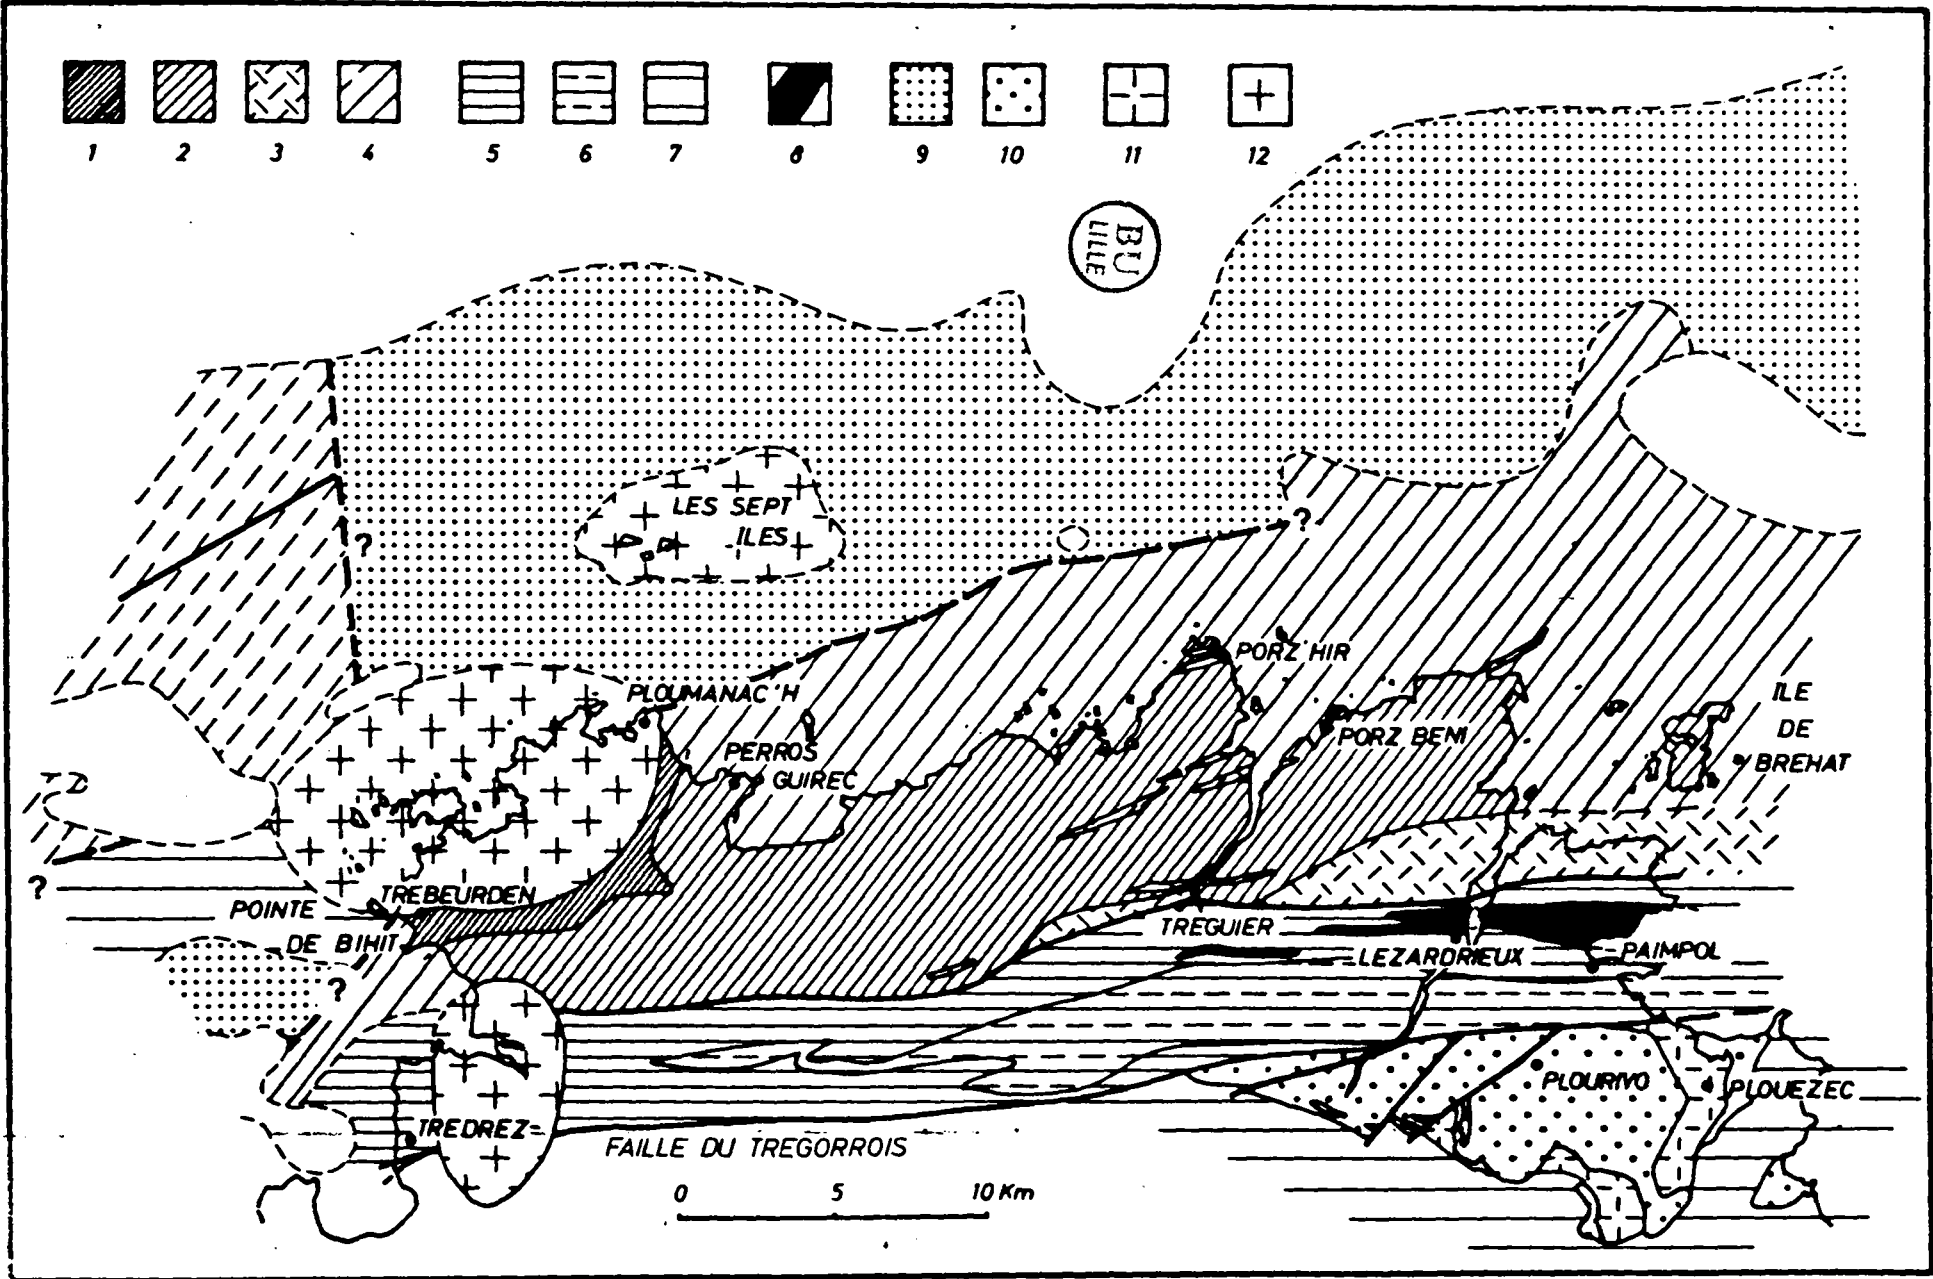 1 2 3 4 5 6 7 8 9 10 11 12
BU
LILLE
LES SEPT
ILES
?
?
PORZ'HIR
PLOUMANAC'H
ILE
DE
BREHAT
PERROS
GUIREC
PORZ BENI
D
?
TREBEURDEN
POINTE
DE BIHIT
TREGUIER
LEZARDRIEUX
PAIMPOL
?
PLOURIVO
PLOUEZEC
TREDREZ
FAILLE DU TREGORROIS
0 5 10 Km